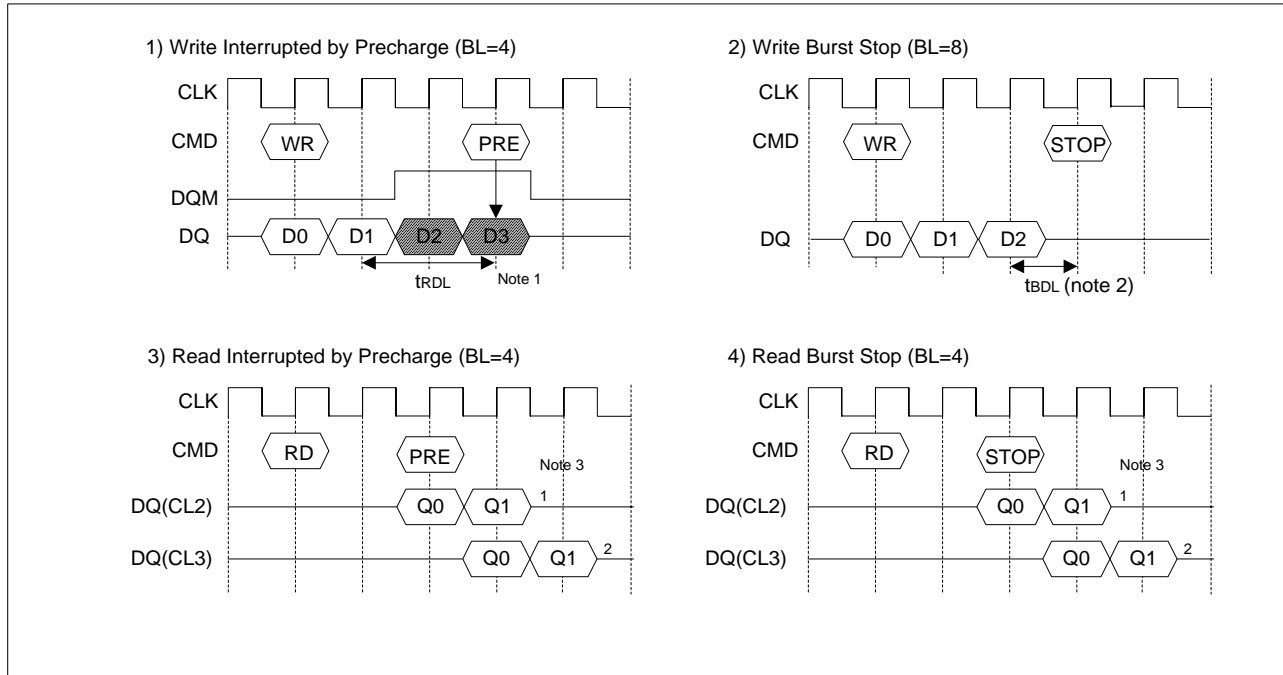 1) Write Interrupted by Precharge (BL=4)
CLK
CMD WR PRE
DQM
DQ D0 D1 D2 D3
tRDL Note 1
2) Write Burst Stop (BL=8)
CLK
CMD WR STOP
DQ D0 D1 D2
tBDL (note 2)
3) Read Interrupted by Precharge (BL=4)
CLK
CMD RD PRE
Note 3
DQ(CL2) Q0 Q1 1
DQ(CL3) Q0 Q1 2
4) Read Burst Stop (BL=4)
CLK
CMD RD STOP
Note 3
DQ(CL2) Q0 Q1 1
DQ(CL3) Q0 Q1 2